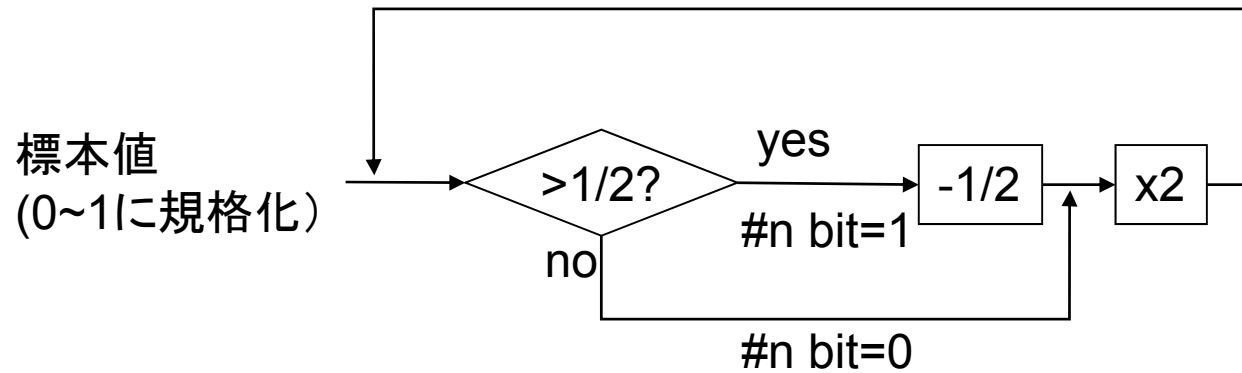 標本値
(0~1に規格化)
>1/2?
yes
#n bit=1
no
#n bit=0
-1/2
x2